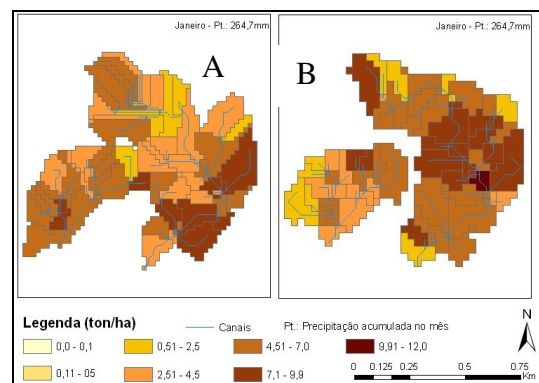 Janeiro - Pt.: 264,7mm
A
Janeiro - Pt.: 264,7mm
B
Legenda (ton/ha)
Canais
Pt.: Precipitação acumulada no mês
N
0,0 - 0,1
0,51 - 2,5
4,51 - 7,0
9,91 - 12,0
0,11 - 05
2,51 - 4,5
7,1 - 9,9
0 0.125 0.25 0.5 0.75
Km